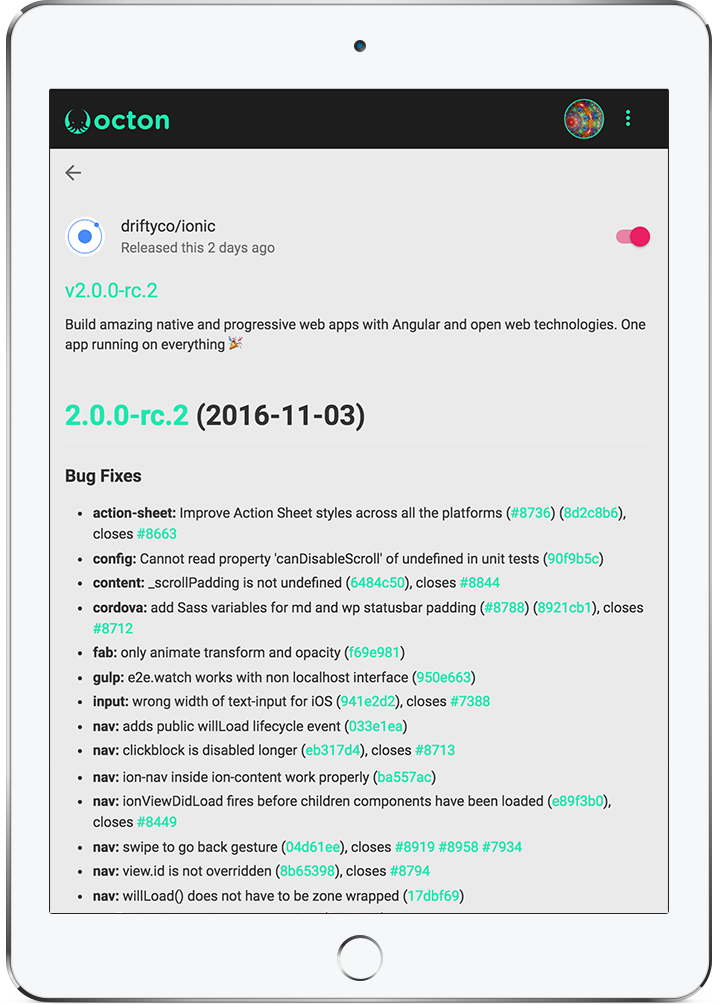 octon
driftyco/ionic
Released this 2 days ago
v2.0.0-rc.2
Build amazing native and progressive web apps with Angular and open web technologies. One
app running on everything 🎉
2.0.0-rc.2 (2016-11-03)
Bug Fixes
• action-sheet: Improve Action Sheet styles across all the platforms (#8736) (8d2c8b6),
closes #8663
• config: Cannot read property 'canDisableScroll' of undefined in unit tests (90f9b5c)
• content: _scrollPadding is not undefined (6484c50), closes #8844
• cordova: add Sass variables for md and wp statusbar padding (#8788) (8921cb1), closes
#8712
• fab: only animate transform and opacity (f69e981)
• gulp: e2e.watch works with non localhost interface (950e663)
• input: wrong width of text-input for iOS (941e2d2), closes #7388
• nav: adds public willLoad lifecycle event (033e1ea)
• nav: clickblock is disabled longer (eb317d4), closes #8713
• nav: ion-nav inside ion-content work properly (ba557ac)
• nav: ionViewDidLoad fires before children components have been loaded (e89f3b0),
closes #8449
• nav: swipe to go back gesture (04d61ee), closes #8919 #8958 #7934
• nav: view.id is not overridden (8b65398), closes #8794
• nav: willLoad() does not have to be zone wrapped (17dbf69)